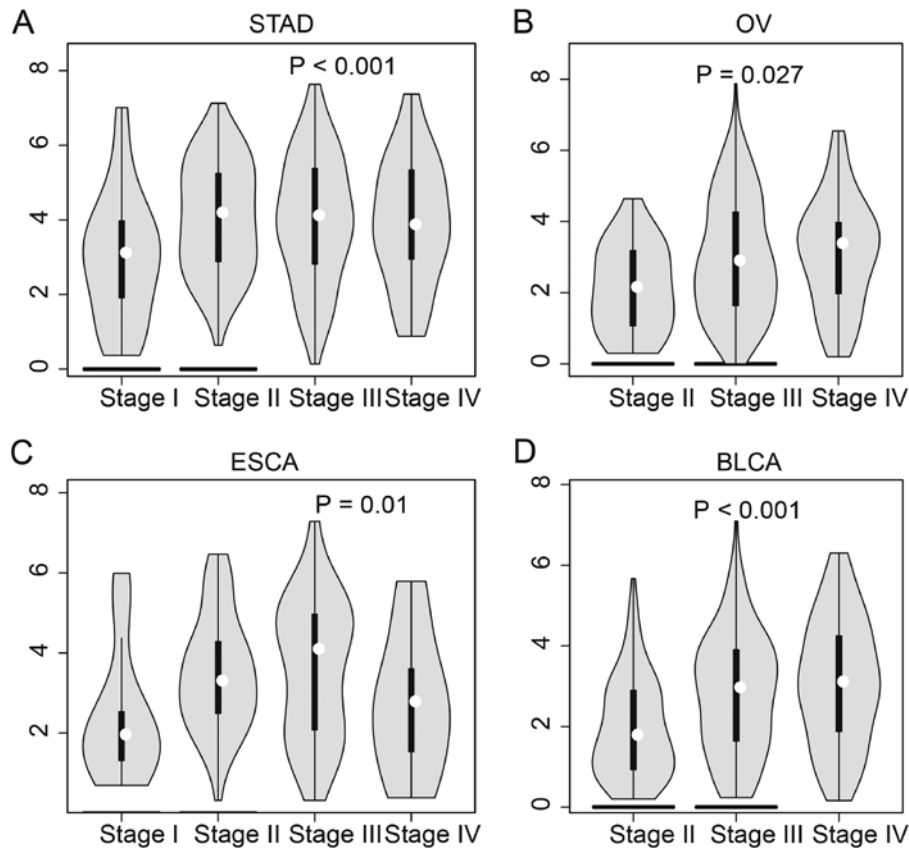 A
STAD
P < 0.001
8
6
4
2
0
Stage I
Stage II
Stage III
Stage IV
B
OV
P = 0.027
8
6
4
2
0
Stage II
Stage III
Stage IV
C
ESCA
P = 0.01
8
6
4
2
Stage I
Stage II
Stage III
Stage IV
D
BLCA
P < 0.001
8
6
4
2
0
Stage II
Stage III
Stage IV